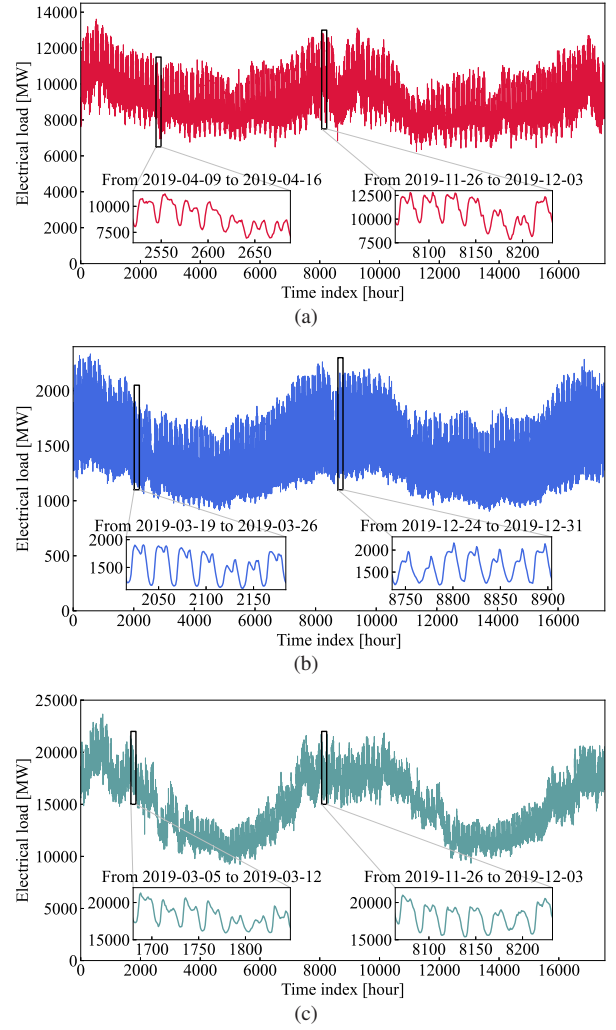 14000
12000
10000
8000
6000
4000
2000
0
Electrical load [MW]
From 2019-04-09 to 2019-04-16
10000
7500
2550 2600 2650
From 2019-11-26 to 2019-12-03
12500
10000
7500
8100 8150 8200
0 2000 4000 6000 8000 10000 12000 14000 16000
Time index [hour]
(a)
2000
1500
1000
500
0
Electrical load [MW]
From 2019-03-19 to 2019-03-26
2000
1500
2050 2100 2150
From 2019-12-24 to 2019-12-31
2000
1500
8750 8800 8850 8900
0 2000 4000 6000 8000 10000 12000 14000 16000
Time index [hour]
(b)
25000
20000
15000
10000
5000
0
Electrical load [MW]
From 2019-03-05 to 2019-03-12
20000
15000
1700 1750 1800
From 2019-11-26 to 2019-12-03
20000
15000
8100 8150 8200
0 2000 4000 6000 8000 10000 12000 14000 16000
Time index [hour]
(c)